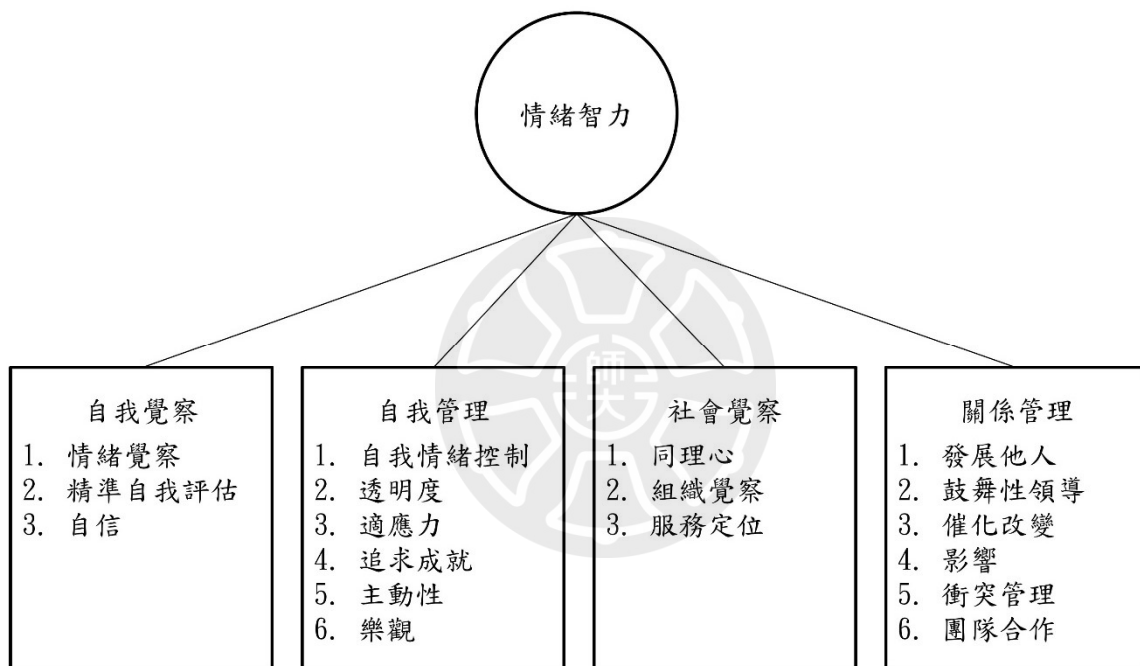 情緒智力
自我覺察
1. 情緒覺察
2. 精準自我評估
3. 自信
自我管理
1. 自我情緒控制
2. 透明度
3. 適應力
4. 追求成就
5. 主動性
6. 樂觀
社會覺察
1. 同理心
2. 組織覺察
3. 服務定位
關係管理
1. 發展他人
2. 鼓舞性領導
3. 催化改變
4. 影響
5. 衝突管理
6. 團隊合作
師大